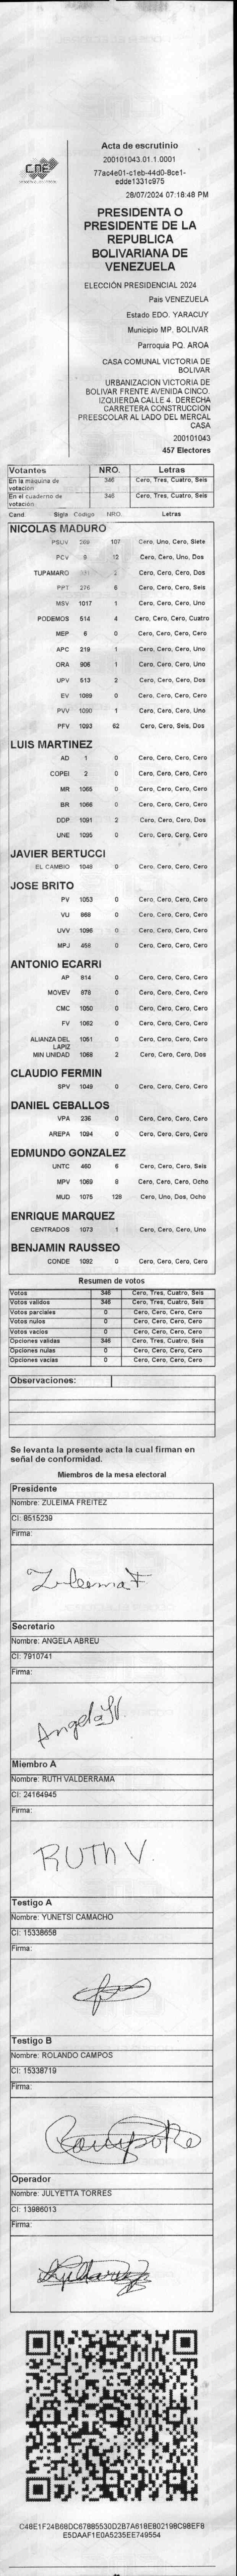 CNE
Acta de escrutinio
200101043.01.1.0001
77ac4e01-c1eb-44d0-8ce1-
edde1331c975
28/07/2024 07:18:48 PM
PRESIDENTA O
PRESIDENTE DE LA
REPUBLICA
BOLIVARIANA DE
VENEZUELA
ELECCIÓN PRESIDENCIAL 2024
Pais VENEZUELA
Estado EDO. YARACUY
Municipio MP. BOLIVAR
Parroquia PQ. AROA
CASA COMUNAL VICTORIA DE
BOLIVAR
URBANIZACION VICTORIA DE
BOLIVAR FRENTE AVENIDA CINCO.
IZQUIERDA CALLE 4. DERECHA
CARRETERA CONSTRUCCION
PREESCOLAR AL LADO DEL MERCAL
CASA
200101043
457 Electores
Votantes NRO. Letras
En la máquina de votación 346 Cero, Tres, Cuatro, Seis
En el cuaderno de votación 346 Cero, Tres, Cuatro, Seis
Cand. Sigla Código NRO. Letras
NICOLAS MADURO
PSUV 107 Cero, Uno, Cero, Siete
PCV 12 Cero, Cero, Uno, Dos
TUPAMARO 2 Cero, Cero, Cero, Dos
PPT 276 6 Cero, Cero, Cero, Seis
MSV 1017 1 Cero, Cero, Cero, Uno
PODEMOS 514 4 Cero, Cero, Cero, Cuatro
MEP 6 0 Cero, Cero, Cero, Cero
APC 219 1 Cero, Cero, Cero, Uno
ORA 906 1 Cero, Cero, Cero, Uno
UPV 513 2 Cero, Cero, Cero, Dos
EV 1089 0 Cero, Cero, Cero, Cero
PVV 1090 1 Cero, Cero, Cero, Uno
PFV 1093 62 Cero, Cero, Seis, Dos
LUIS MARTINEZ
AD 1 0 Cero, Cero, Cero, Cero
COPEI 2 0 Cero, Cero, Cero, Cero
MR 1065 0 Cero, Cero, Cero, Cero
BR 1066 0 Cero, Cero, Cero, Cero
DDP 1091 2 Cero, Cero, Cero, Dos
UNE 1095 0 Cero, Cero, Cero, Cero
JAVIER BERTUCCI
EL CAMBIO 1048 0 Cero, Cero, Cero, Cero
JOSE BRITO
PV 1053 0 Cero, Cero, Cero, Cero
VU 868 0 Cero, Cero, Cero, Cero
UVV 1096 0 Cero, Cero, Cero, Cero
MPJ 458 0 Cero, Cero, Cero, Cero
ANTONIO ECARRI
AP 814 0 Cero, Cero, Cero, Cero
MOVEV 878 0 Cero, Cero, Cero, Cero
CMC 1050 0 Cero, Cero, Cero, Cero
FV 1062 0 Cero, Cero, Cero, Cero
ALIANZA DEL LAPIZ 1051 0 Cero, Cero, Cero, Cero
MIN UNIDAD 1068 2 Cero, Cero, Cero, Dos
CLAUDIO FERMIN
SPV 1049 0 Cero, Cero, Cero, Cero
DANIEL CEBALLOS
VPA 236 0 Cero, Cero, Cero, Cero
AREPA 1094 0 Cero, Cero, Cero, Cero
EDMUNDO GONZALEZ
UNTC 460 6 Cero, Cero, Cero, Seis
MPV 1069 8 Cero, Cero, Cero, Ocho
MUD 1075 128 Cero, Uno, Dos, Ocho
ENRIQUE MARQUEZ
CENTRADOS 1073 1 Cero, Cero, Cero, Uno
BENJAMIN RAUSSEO
CONDE 1092 0 Cero, Cero, Cero, Cero
Resumen de votos
Votos 346 Cero, Tres, Cuatro, Seis
Votos validos 346 Cero, Tres, Cuatro, Seis
Votos parciales 0 Cero, Cero, Cero, Cero
Votos nulos 0 Cero, Cero, Cero, Cero
Votos vacíos 0 Cero, Cero, Cero, Cero
Opciones validas 346 Cero, Tres, Cuatro, Seis
Opciones nulas 0 Cero, Cero, Cero, Cero
Opciones vacias 0 Cero, Cero, Cero, Cero
Observaciones:
Se levanta la presente acta la cual firman en
señal de conformidad.
Miembros de la mesa electoral
Presidente
Nombre: ZULEIMA FREITEZ
CI: 8515239
Firma:
Zuleima F
Secretario
Nombre: ANGELA ABREU
CI: 7910741
Firma:
Miembro A
Nombre: RUTH VALDERRAMA
CI: 24164945
Firma:
RUTH V.
Testigo A
Nombre: YUNETSI CAMACHO
CI: 15338658
Firma:
Testigo B
Nombre: ROLANDO CAMPOS
CI: 15338719
Firma:
Operador
Nombre: JULYETTA TORRES
CI: 13986013
Firma:
C48E1F24B68DC67885530D2B7A618E802198C98EF8
E5DAAF1E0A5235EE749554